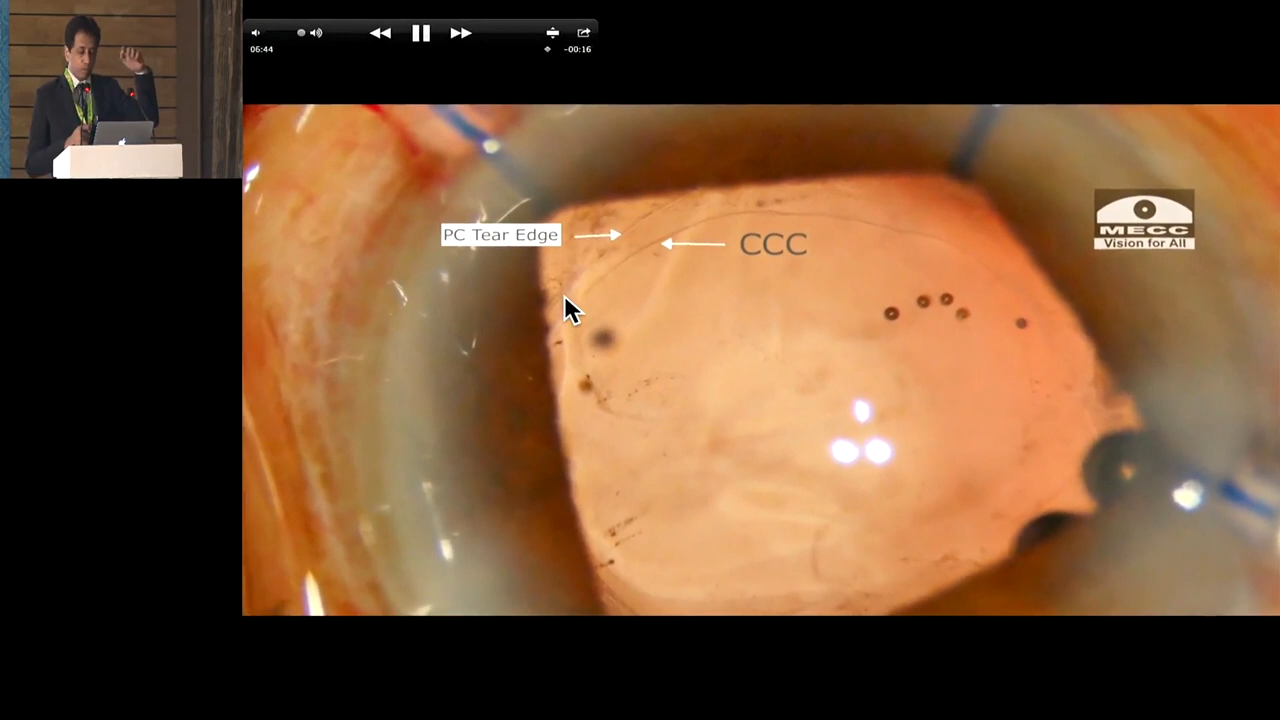 06:44
-00:16
PC Tear Edge
CCC
MECC
Vision for All